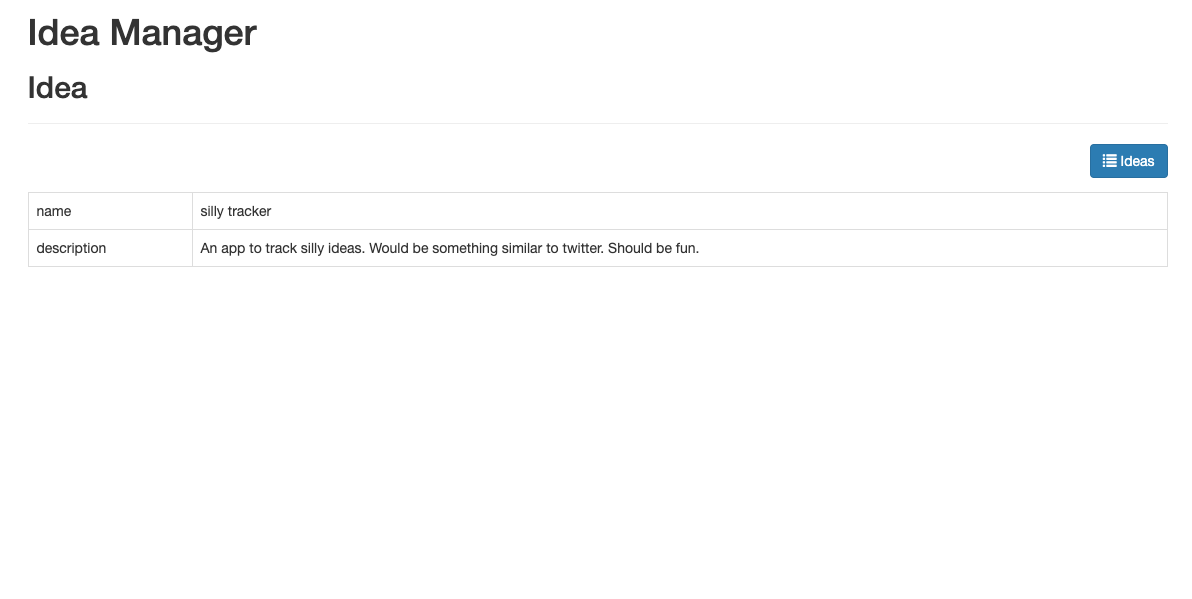 Idea Manager
Idea
Ideas
name silly tracker
description An app to track silly ideas. Would be something similar to twitter. Should be fun.